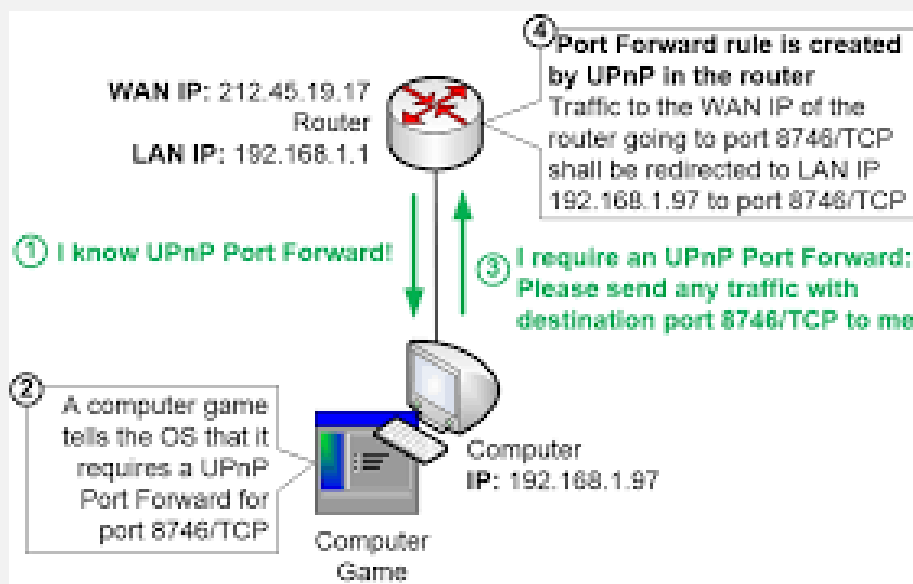 ④ Port Forward rule is created
by UPnP in the router
Traffic to the WAN IP of the
router going to port 8746/TCP
shall be redirected to LAN IP
192.168.1.97 to port 8746/TCP
WAN IP: 212.45.19.17
Router
LAN IP: 192.168.1.1
① I know UPnP Port Forward!
③ I require an UPnP Port Forward:
Please send any traffic with
destination port 8746/TCP to me
② A computer game
tells the OS that it
requires a UPnP
Port Forward for
port 8746/TCP
Computer
IP: 192.168.1.97
Computer
Game